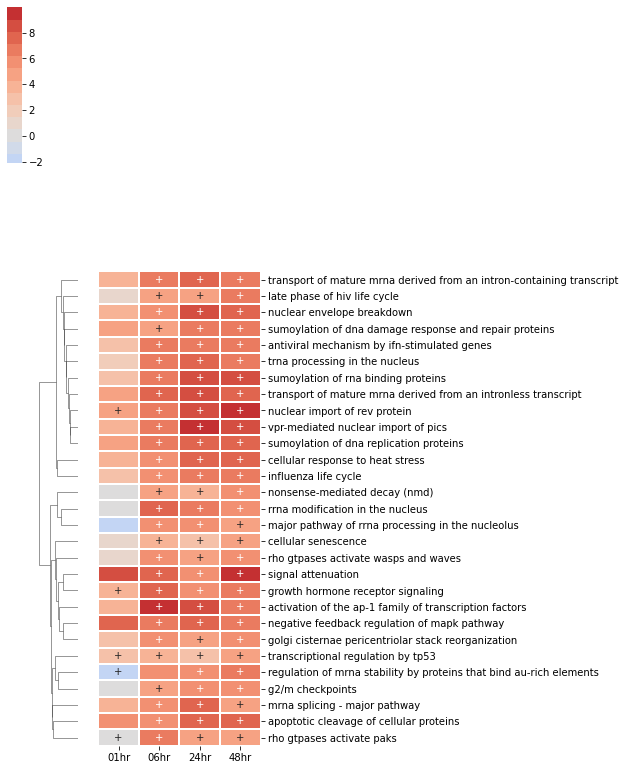 8
6
4
2
0
−2
+ + + transport of mature mrna derived from an intron-containing transcript
+ + + late phase of hiv life cycle
+ + + nuclear envelope breakdown
+ + + sumoylation of dna damage response and repair proteins
+ + + antiviral mechanism by ifn-stimulated genes
+ + + trna processing in the nucleus
+ + + sumoylation of rna binding proteins
+ + + transport of mature mrna derived from an intronless transcript
+ + + + nuclear import of rev protein
+ + + vpr-mediated nuclear import of pics
+ + + sumoylation of dna replication proteins
+ + + cellular response to heat stress
+ + + influenza life cycle
+ + + nonsense-mediated decay (nmd)
+ + + rrna modification in the nucleus
+ + + major pathway of rrna processing in the nucleolus
+ + + cellular senescence
+ + + rho gtpases activate wasps and waves
+ + + signal attenuation
+ + + + growth hormone receptor signaling
+ + + activation of the ap-1 family of transcription factors
+ + + negative feedback regulation of mapk pathway
+ + + golgi cisternae pericentriolar stack reorganization
+ + + + transcriptional regulation by tp53
+ + + regulation of mrna stability by proteins that bind au-rich elements
+ + + g2/m checkpoints
+ + + mrna splicing - major pathway
+ + + apoptotic cleavage of cellular proteins
+ + + + rho gtpases activate paks
01hr 06hr 24hr 48hr